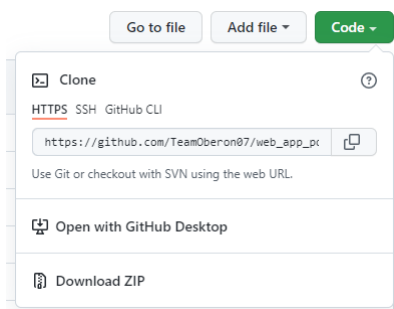 Go to file Add file Code
Clone
HTTPS SSH GitHub CLI
https://github.com/TeamOberon07/web_app_po
Use Git or checkout with SVN using the web URL.
Open with GitHub Desktop
Download ZIP